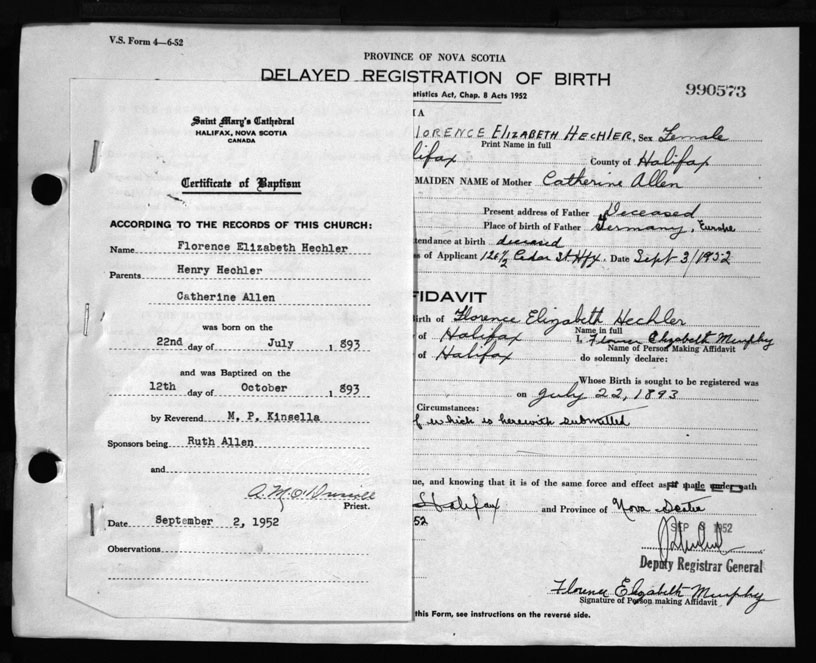 V.S. Form 4—6-52
PROVINCE OF NOVA SCOTIA
DELAYED REGISTRATION OF BIRTH
tatistics Act, Chap. 8 Acts 1952
990573
Saint Mary's Cathedral
HALIFAX, NOVA SCOTIA
CANADA
Certificate of Baptism
ACCORDING TO THE RECORDS OF THIS CHURCH:
Name Florence Elizabeth Hechler
Parents Henry Hechler
Catherine Allen
was born on the
22nd day of July 1893
and was Baptized on the
12th day of October 1893
by Reverend M. P. Kinsella
Sponsors being Ruth Allen
and
Priest.
Date September 2, 1952
Observations
IA
LORENCE ELIZABETH HECHLER, Sex Female
Print Name in full
lifax County of Halifax
MAIDEN NAME of Mother Catherine Allen
Present address of Father Deceased
Place of birth of Father Germany, Europe
tendance at birth deceased
s of Applicant 126½ Cedar St. Hfx. Date Sept 3/1952
FIDAVIT
irth of Florence Elizabeth Hechler
Name in full
of Halifax I, Florence Elizabeth Murphy
Name of Person Making Affidavit
of Halifax do solemnly declare:
Whose Birth is sought to be registered was
on July 22, 1893
Circumstances:
f which is herewith submitted
ue, and knowing that it is of the same force and effect as if made under oath
Halifax and Province of Nova Scotia
52 SEP 1952
Deputy Registrar General
Florence Elizabeth Murphy
Signature of Person making Affidavit
this Form, see instructions on the reverse side.